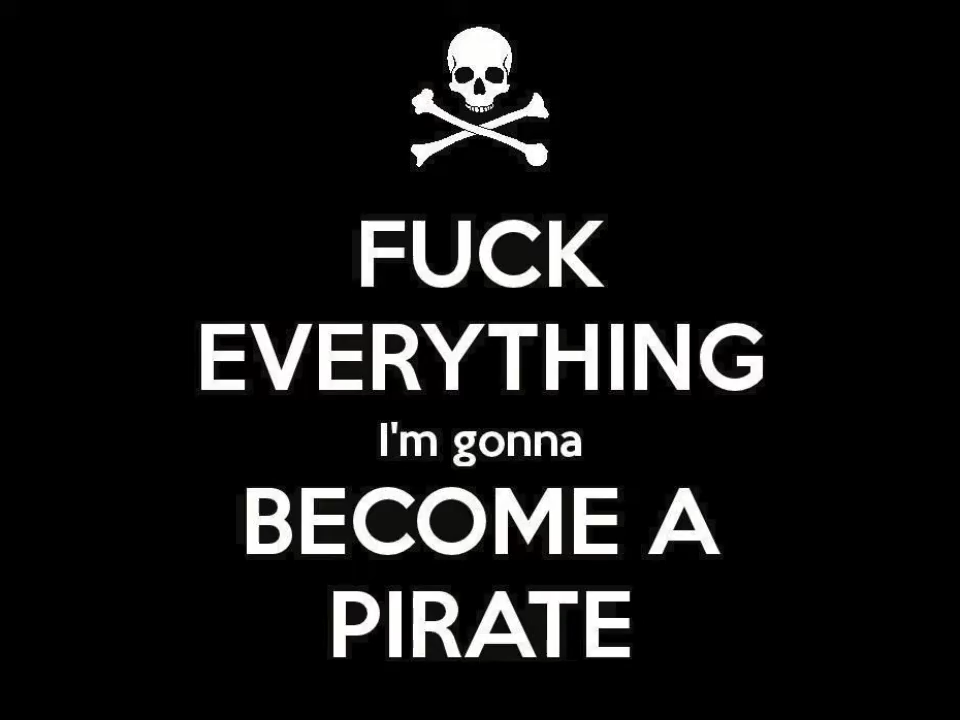 FUCK
EVERYTHING
I'm gonna
BECOME A
PIRATE